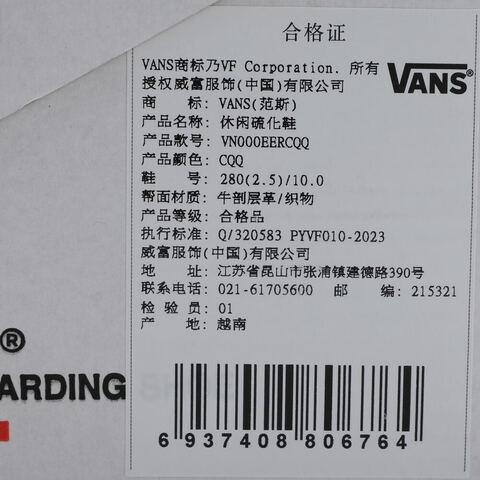 合格证
VANS商标乃VF Corporation. 所有
授权威富服饰(中国)有限公司
VANS®
商 标: VANS(范斯)
产品名称: 休闲硫化鞋
产品款号: VN000EERCQQ
产品颜色: CQQ
鞋 号: 280(2.5)/10.0
帮面材质: 牛剖层革/织物
产品等级: 合格品
执行标准: Q/320583 PYVF010-2023
威富服饰(中国)有限公司
地 址: 江苏省昆山市张浦镇建德路390号
联系电话: 021-61705600 邮 编: 215321
检 验 员: 01
产 地: 越南
®
ARDING
6 937408 806764